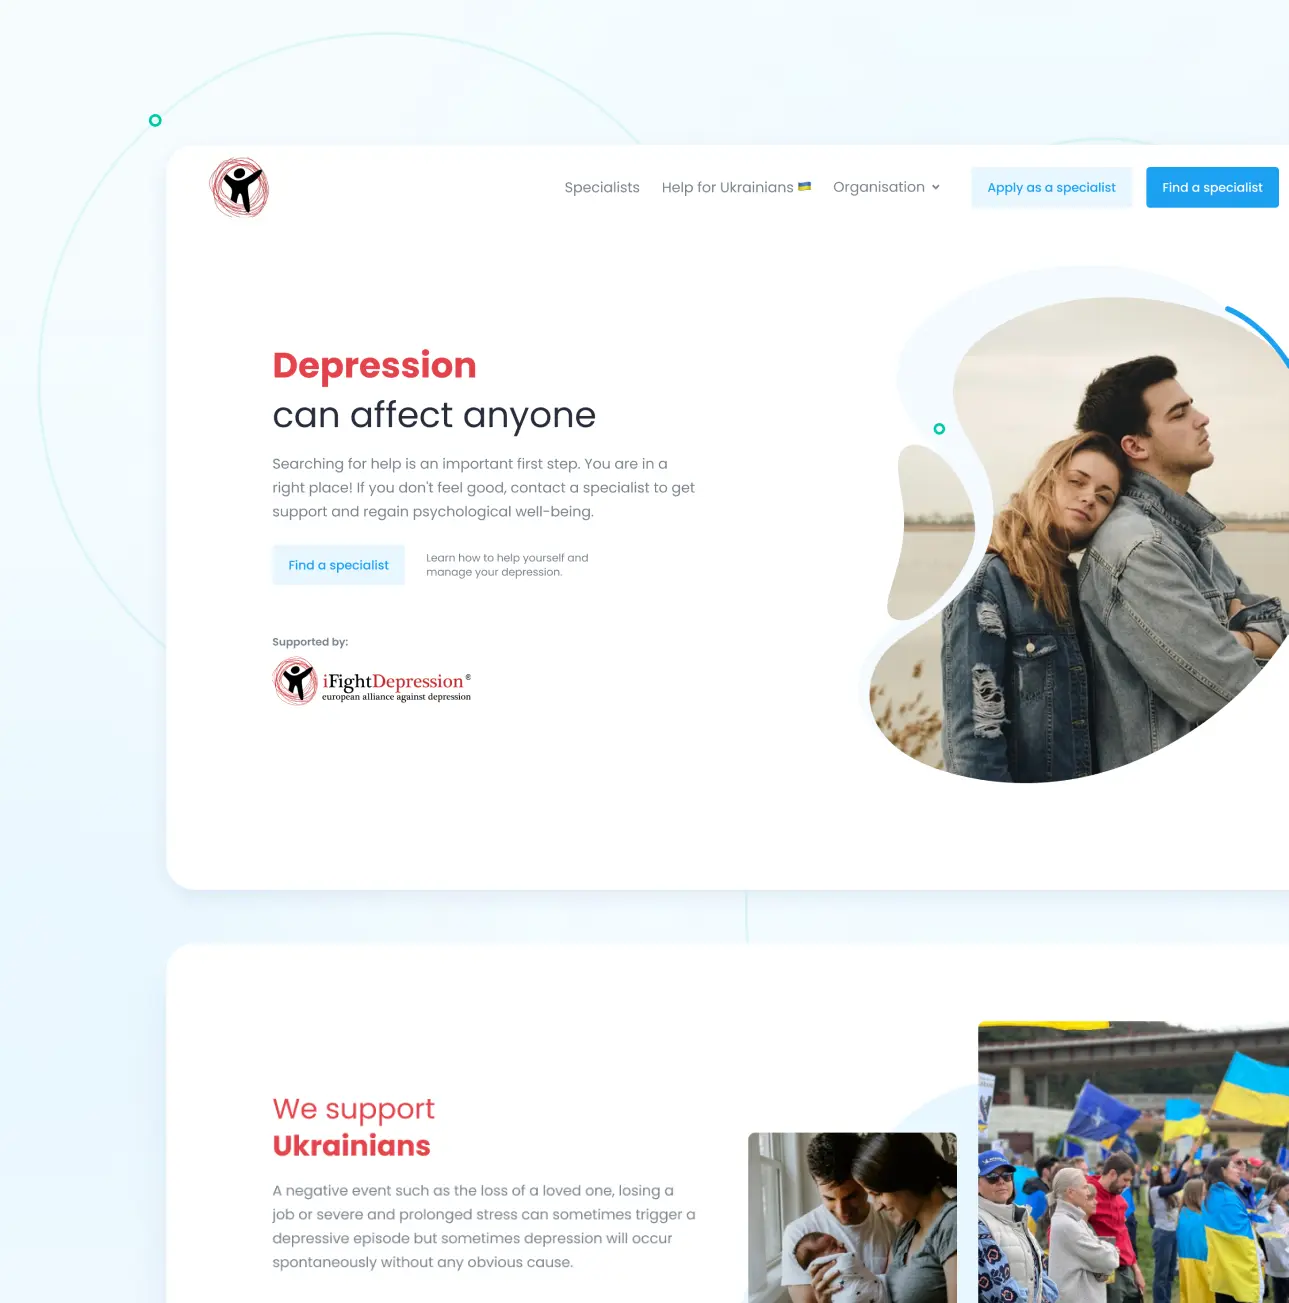 Specialists
Help for Ukrainians
Organisation
Apply as a specialist
Find a specialist
Depression
can affect anyone
Searching for help is an important first step. You are in a
right place! If you don't feel good, contact a specialist to get
support and regain psychological well-being.
Find a specialist
Learn how to help yourself and
manage your depression.
Supported by:
iFightDepression®
european alliance against depression
We support
Ukrainians
A negative event such as the loss of a loved one, losing a
job or severe and prolonged stress can sometimes trigger a
depressive episode but sometimes depression will occur
spontaneously without any obvious cause.